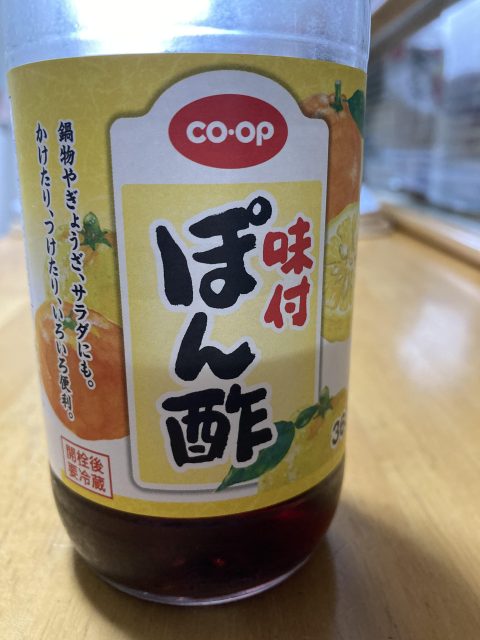 CO·OP
味付
ぽん酢
鍋物やぎょうざ、サラダにも。
かけたり、つけたり、いろいろ便利。
開栓後
要冷蔵